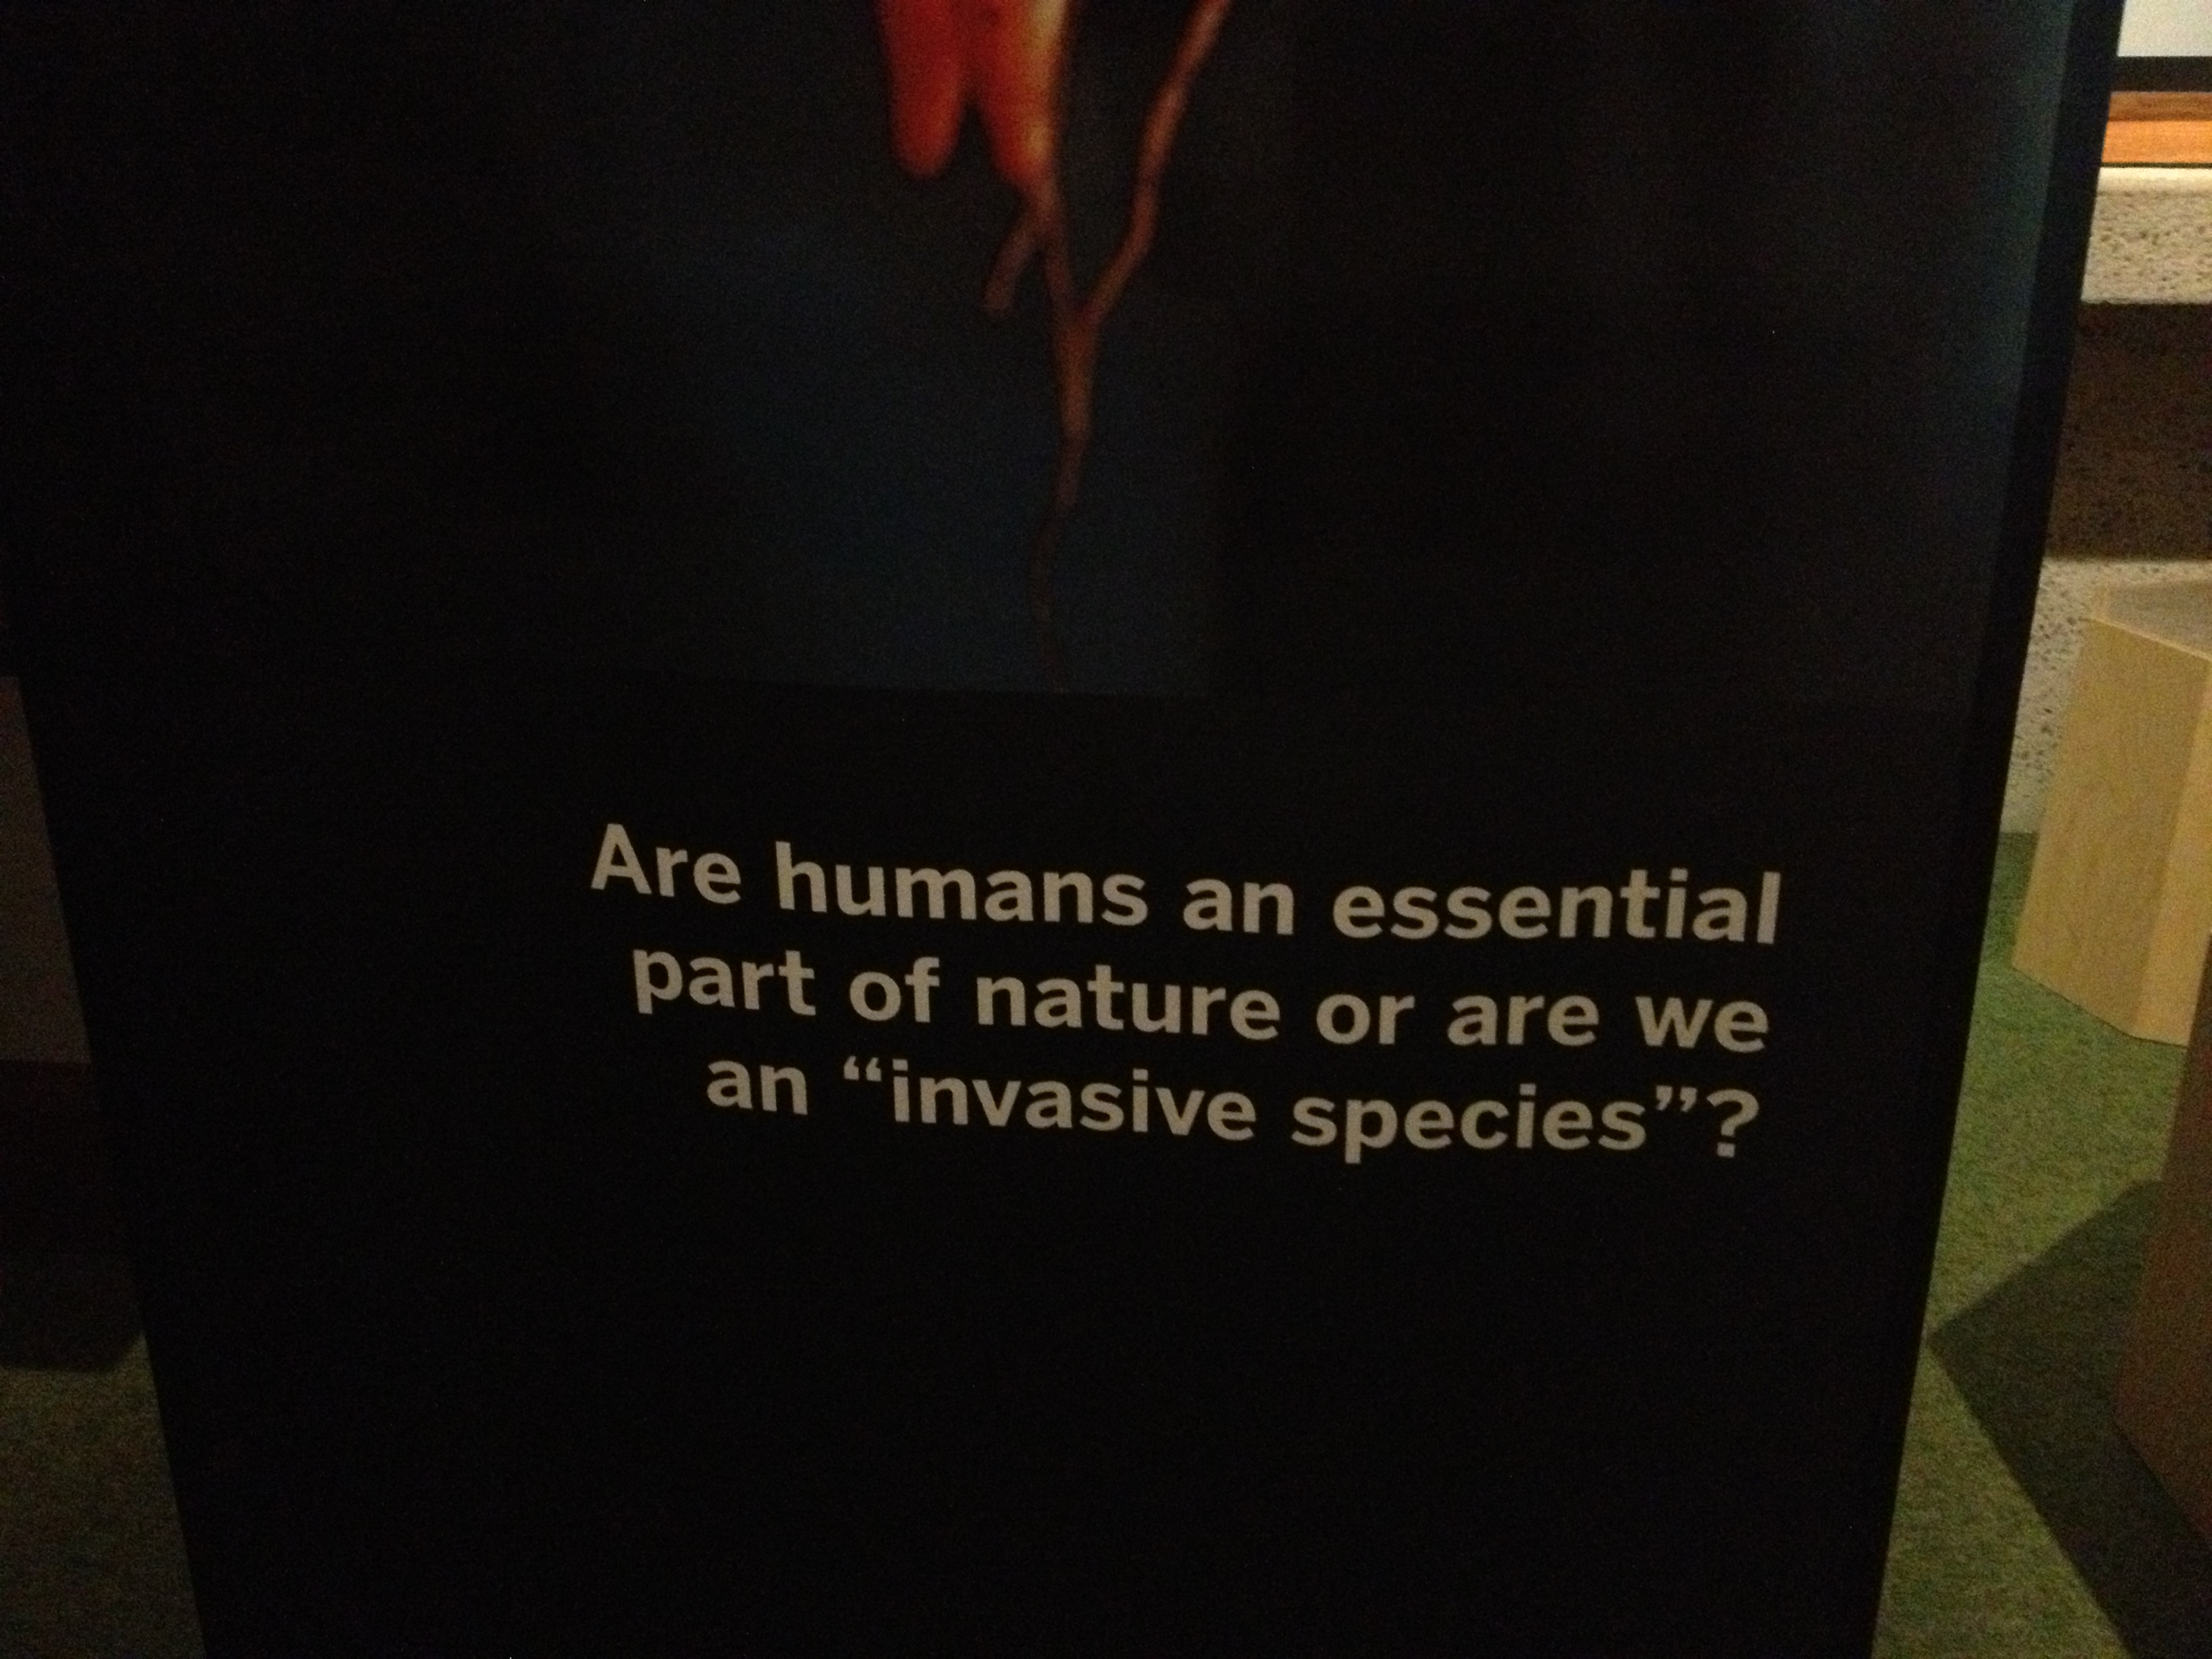 Are humans an essential
part of nature or are we
an “invasive species”?